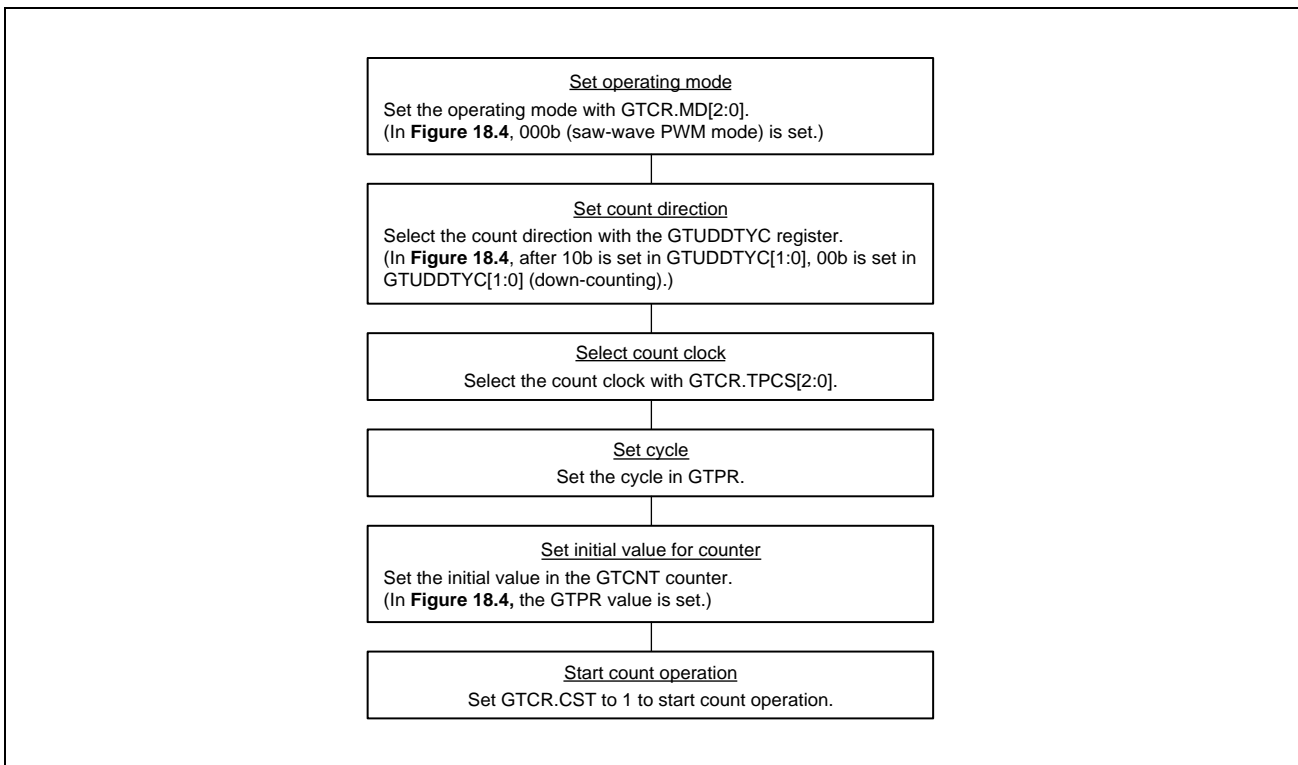 Set operating mode
Set the operating mode with GTCR.MD[2:0].
(In Figure 18.4, 000b (saw-wave PWM mode) is set.)
Set count direction
Select the count direction with the GTUDDTYC register.
(In Figure 18.4, after 10b is set in GTUDDTYC[1:0], 00b is set in
GTUDDTYC[1:0] (down-counting).)
Select count clock
Select the count clock with GTCR.TPCS[2:0].
Set cycle
Set the cycle in GTPR.
Set initial value for counter
Set the initial value in the GTCNT counter.
(In Figure 18.4, the GTPR value is set.)
Start count operation
Set GTCR.CST to 1 to start count operation.